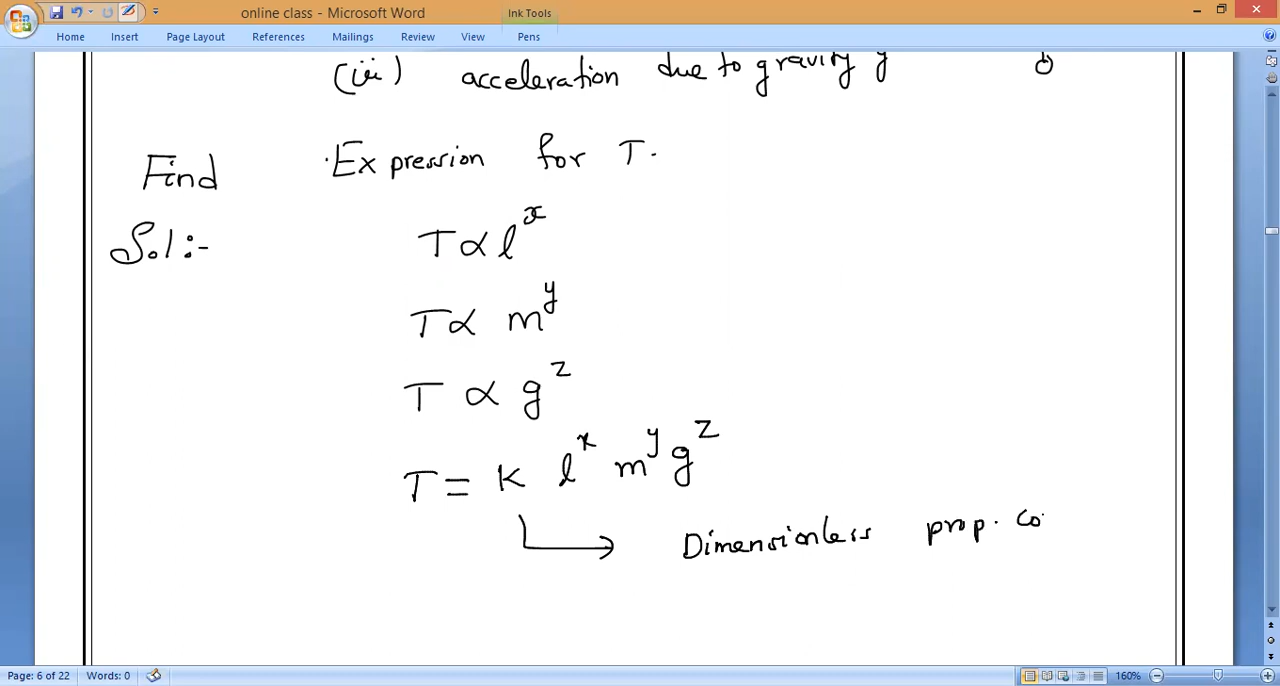 online class - Microsoft Word
Ink Tools
Home Insert Page Layout References Mailings Review View Pens
(iii) acceleration due to gravity g
Find Expression for T.
Sol:- T ∝ l^x
T ∝ m^y
T ∝ g^z
T = K l^x m^y g^z
Dimensionless prop. co
Page: 6 of 22 Words: 0 160%